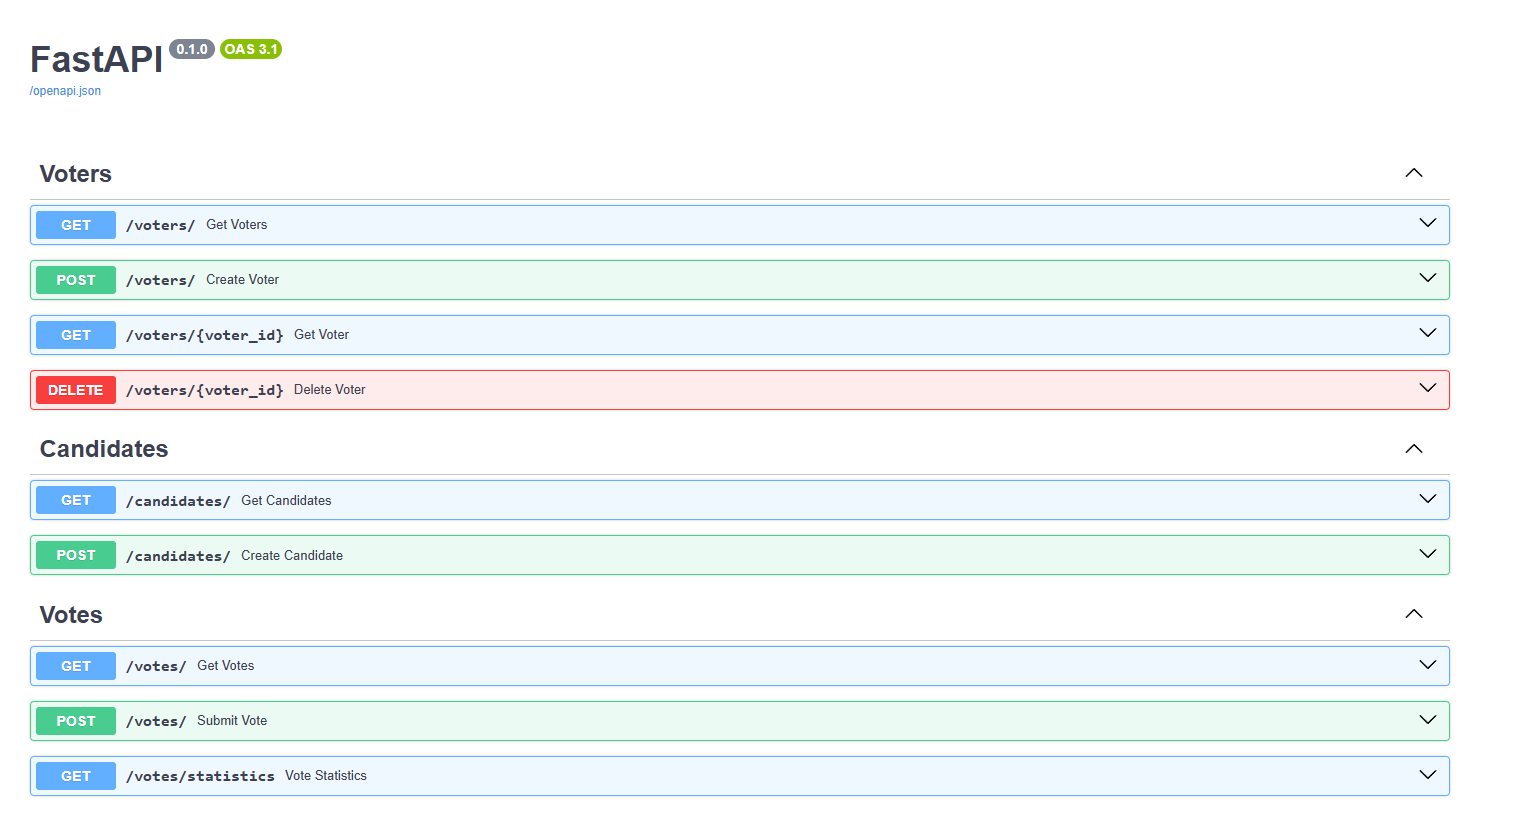 FastAPI 0.1.0 OAS 3.1
/openapi.json
Voters
GET /voters/ Get Voters
POST /voters/ Create Voter
GET /voters/{voter_id} Get Voter
DELETE /voters/{voter_id} Delete Voter
Candidates
GET /candidates/ Get Candidates
POST /candidates/ Create Candidate
Votes
GET /votes/ Get Votes
POST /votes/ Submit Vote
GET /votes/statistics Vote Statistics